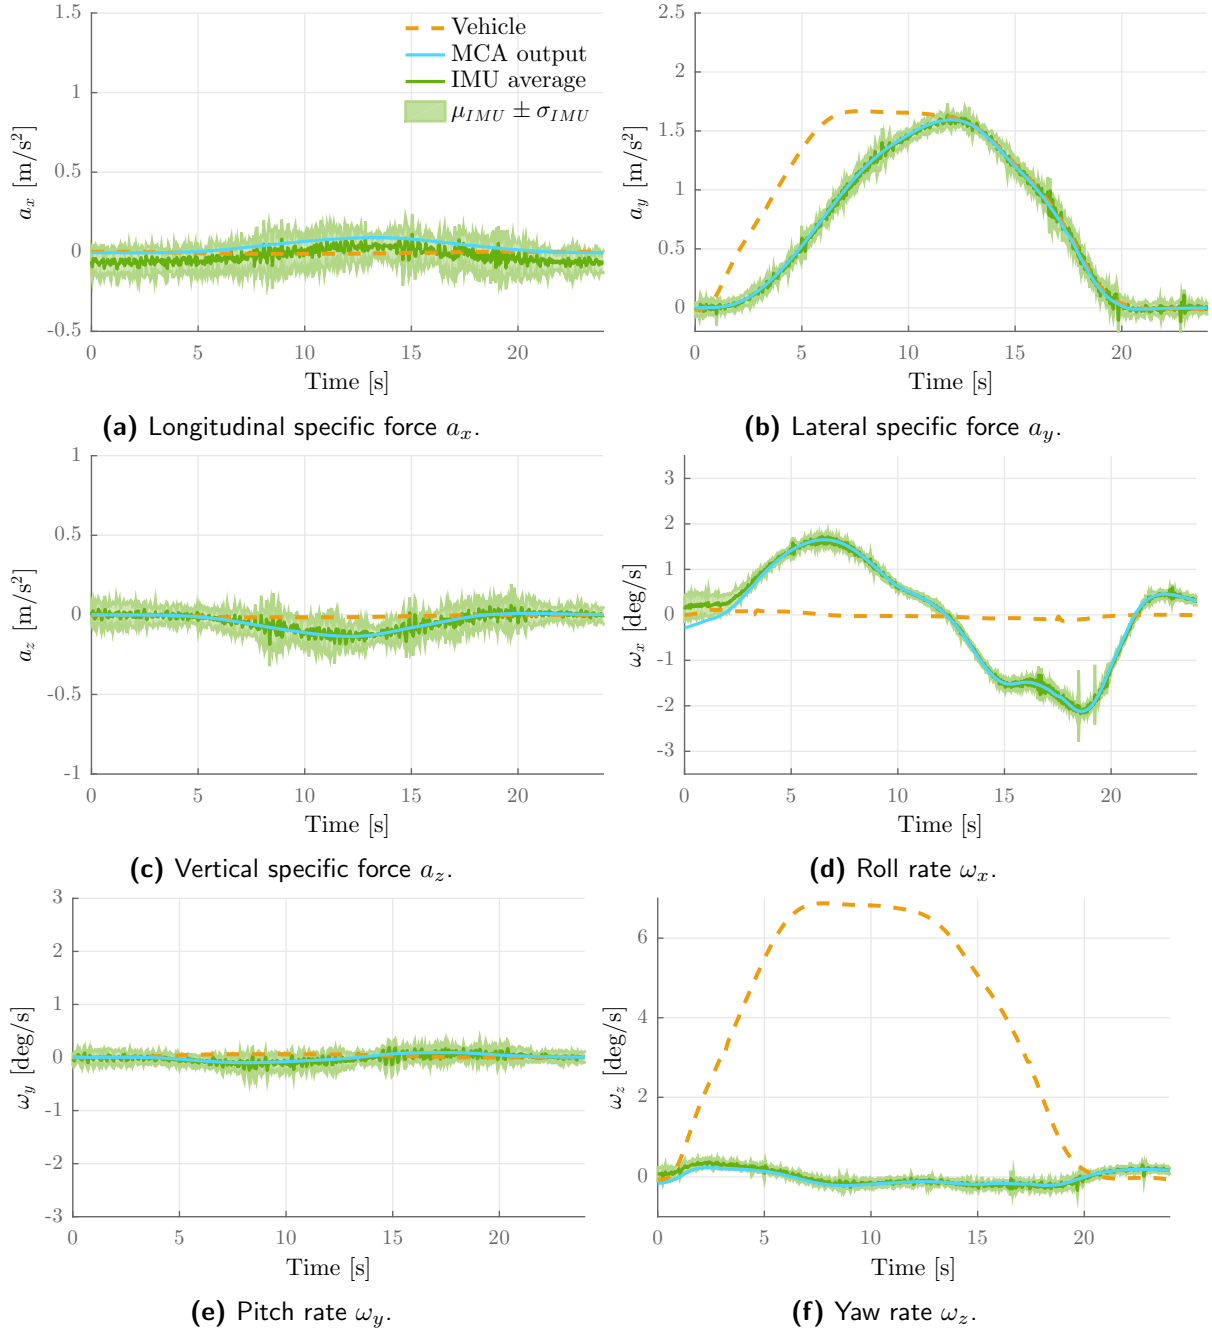 1.5
1
0.5
0
-0.5
a_x [m/s²]
Vehicle
MCA output
IMU average
μ_IMU ± σ_IMU
0 5 10 15 20
Time [s]
(a) Longitudinal specific force a_x.
2.5
2
1.5
1
0.5
0
a_y [m/s²]
0 5 10 15 20
Time [s]
(b) Lateral specific force a_y.
1
0.5
0
-0.5
-1
a_z [m/s²]
0 5 10 15 20
Time [s]
(c) Vertical specific force a_z.
3
2
1
0
-1
-2
-3
ω_x [deg/s]
0 5 10 15 20
Time [s]
(d) Roll rate ω_x.
3
2
1
0
-1
-2
-3
ω_y [deg/s]
0 5 10 15 20
Time [s]
(e) Pitch rate ω_y.
6
4
2
0
ω_z [deg/s]
0 5 10 15 20
Time [s]
(f) Yaw rate ω_z.